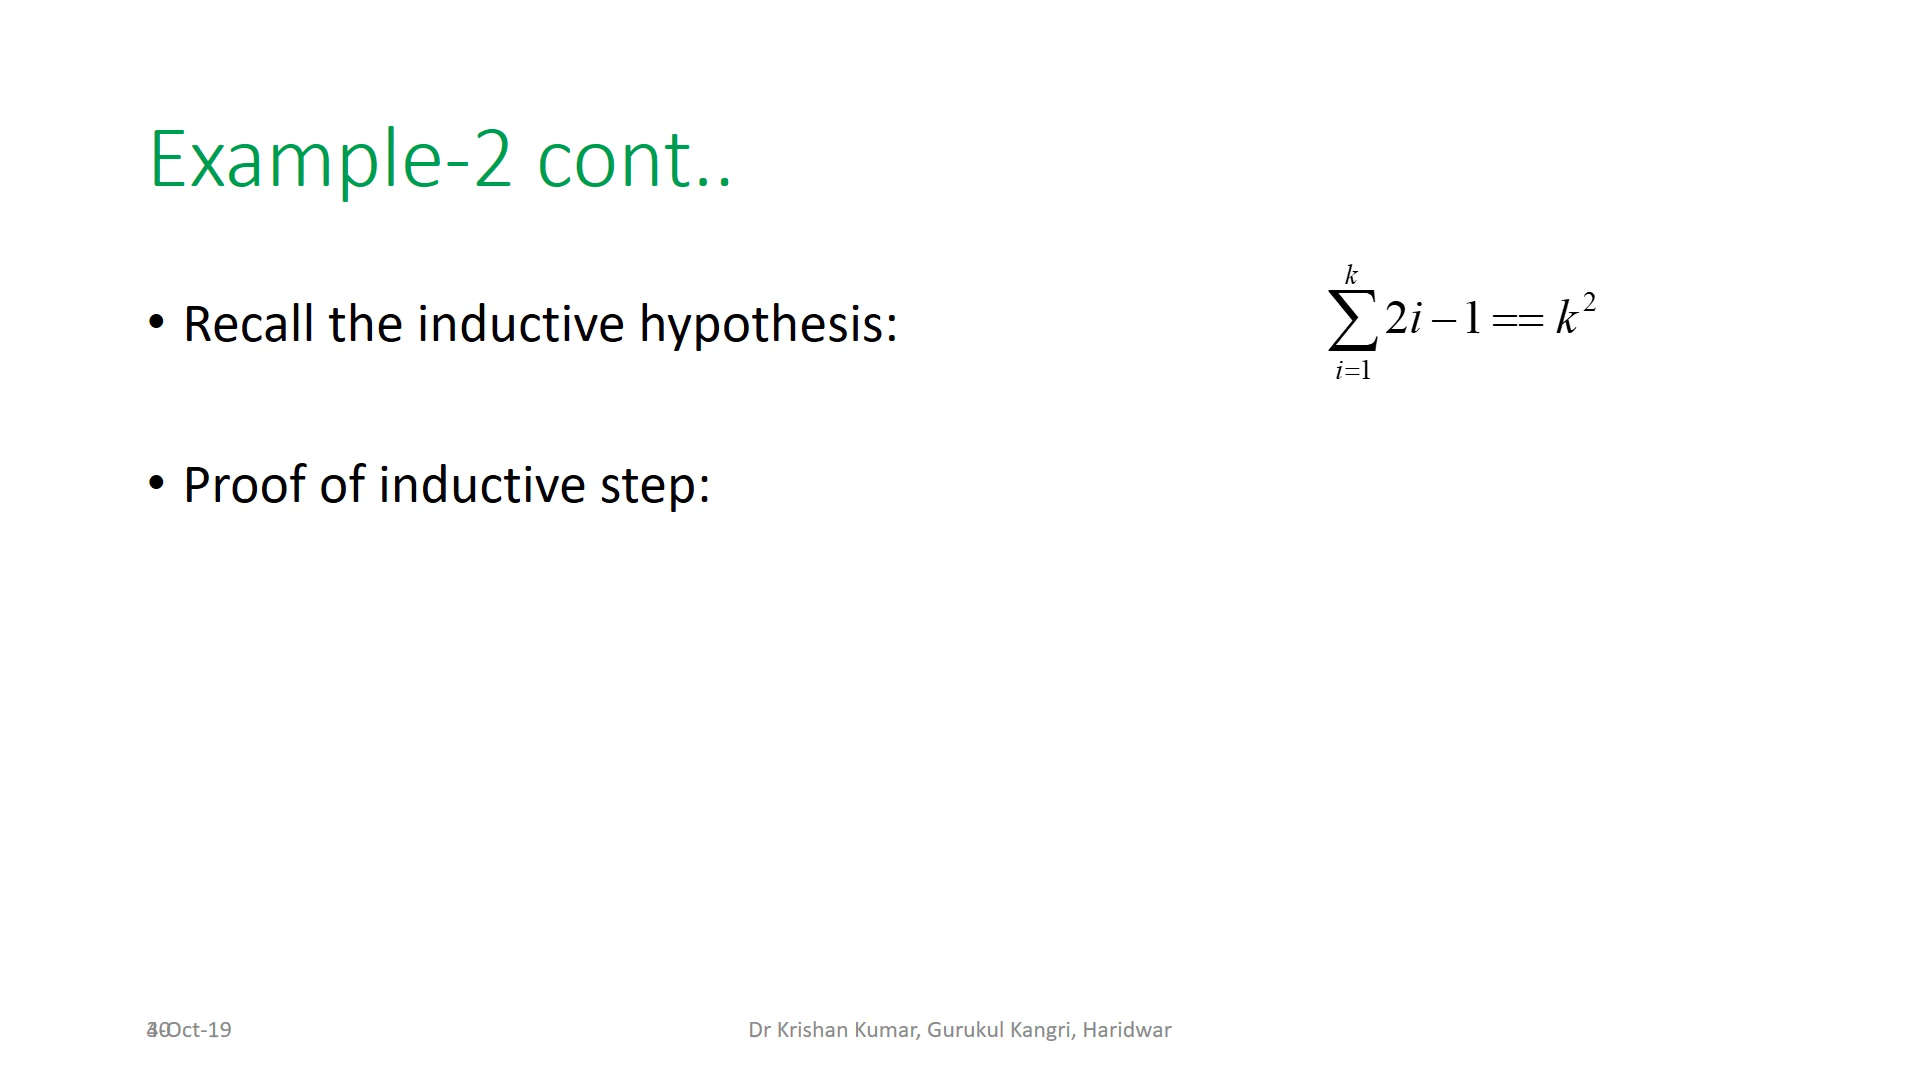 Example-2 cont..
• Recall the inductive hypothesis:
k
∑ 2i − 1 == k²
i=1
• Proof of inductive step:
-Oct-19
Dr Krishan Kumar, Gurukul Kangri, Haridwar